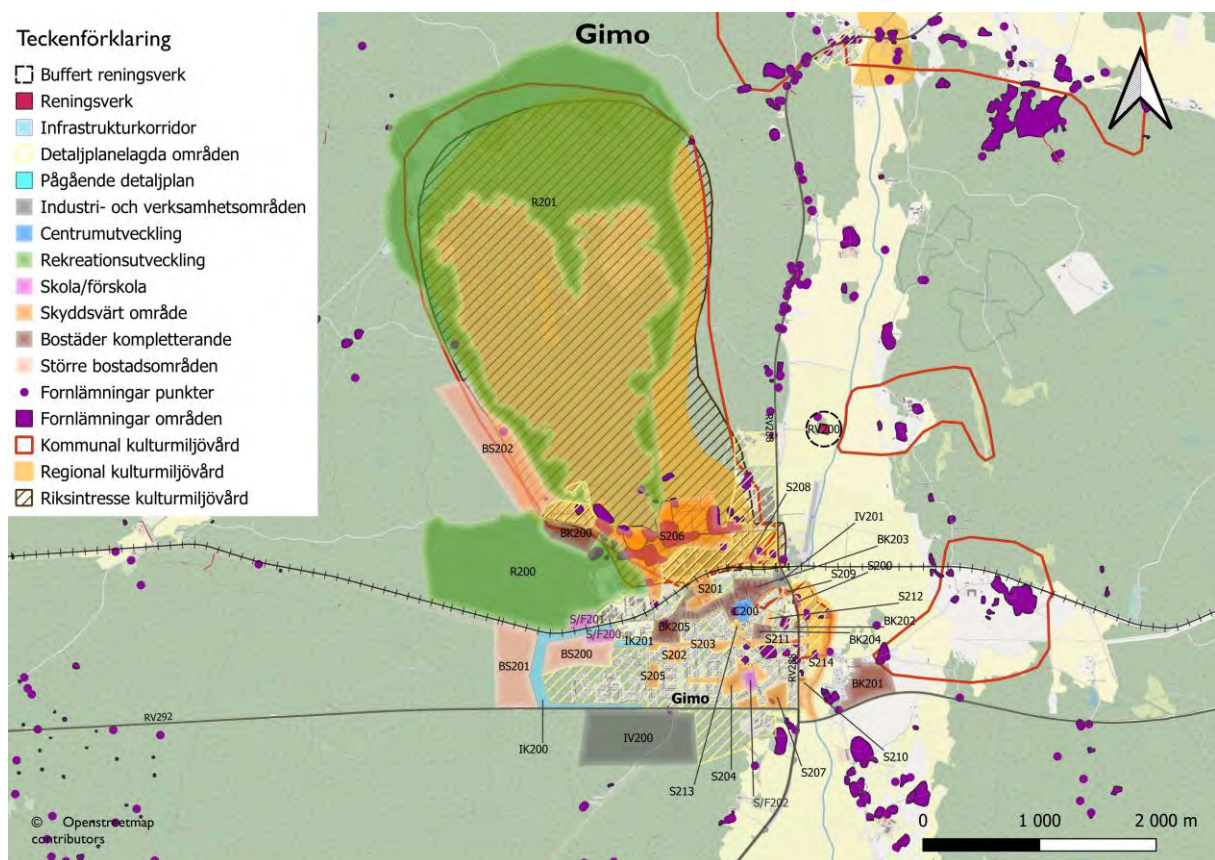 Gimo
Teckenförklaring
Buffert reningsverk
Reningsverk
Infrastrukturkorridor
Detaljplanelagda områden
Pågående detaljplan
Industri- och verksamhetsområden
Centrumutveckling
Rekreationsutveckling
Skola/förskola
Skyddsvärt område
Bostäder kompletterande
Större bostadsområden
Fornlämningar punkter
Fornlämningar områden
Kommunal kulturmiljövård
Regional kulturmiljövård
Riksintresse kulturmiljövård
R201
RV288
RV200
BS202
S208
IV201
BK200
S206
BK203
R200
S209
S200
S201
S212
C200
S/F201
S/F200
IK201
BK205
BK202
S211
BK204
S203
S202
BS200
BS201
S205
RV288
S214
BK201
Gimo
RV292
IK200
IV200
S210
S207
S204
S213
S/F202
© Openstreetmap
contributors
0 1 000 2 000 m